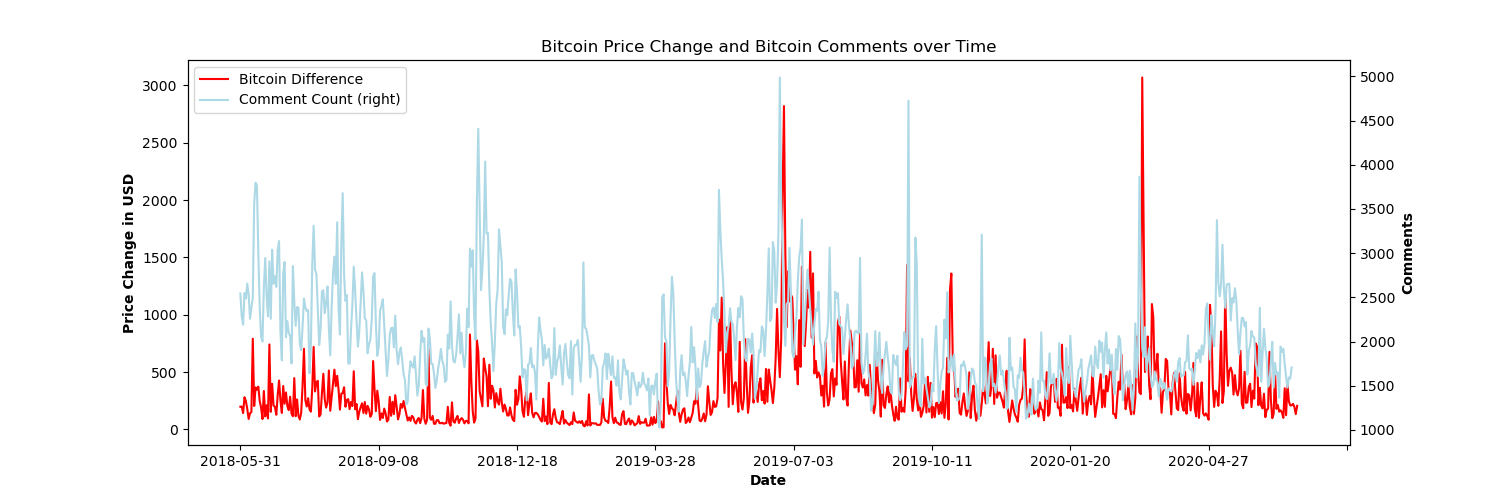 Bitcoin Price Change and Bitcoin Comments over Time
Bitcoin Difference
Comment Count (right)
Price Change in USD
3000
2500
2000
1500
1000
500
0
5000
4500
4000
3500
3000
2500
2000
1500
1000
Comments
2018-05-31 2018-09-08 2018-12-18 2019-03-28 2019-07-03 2019-10-11 2020-01-20 2020-04-27
Date